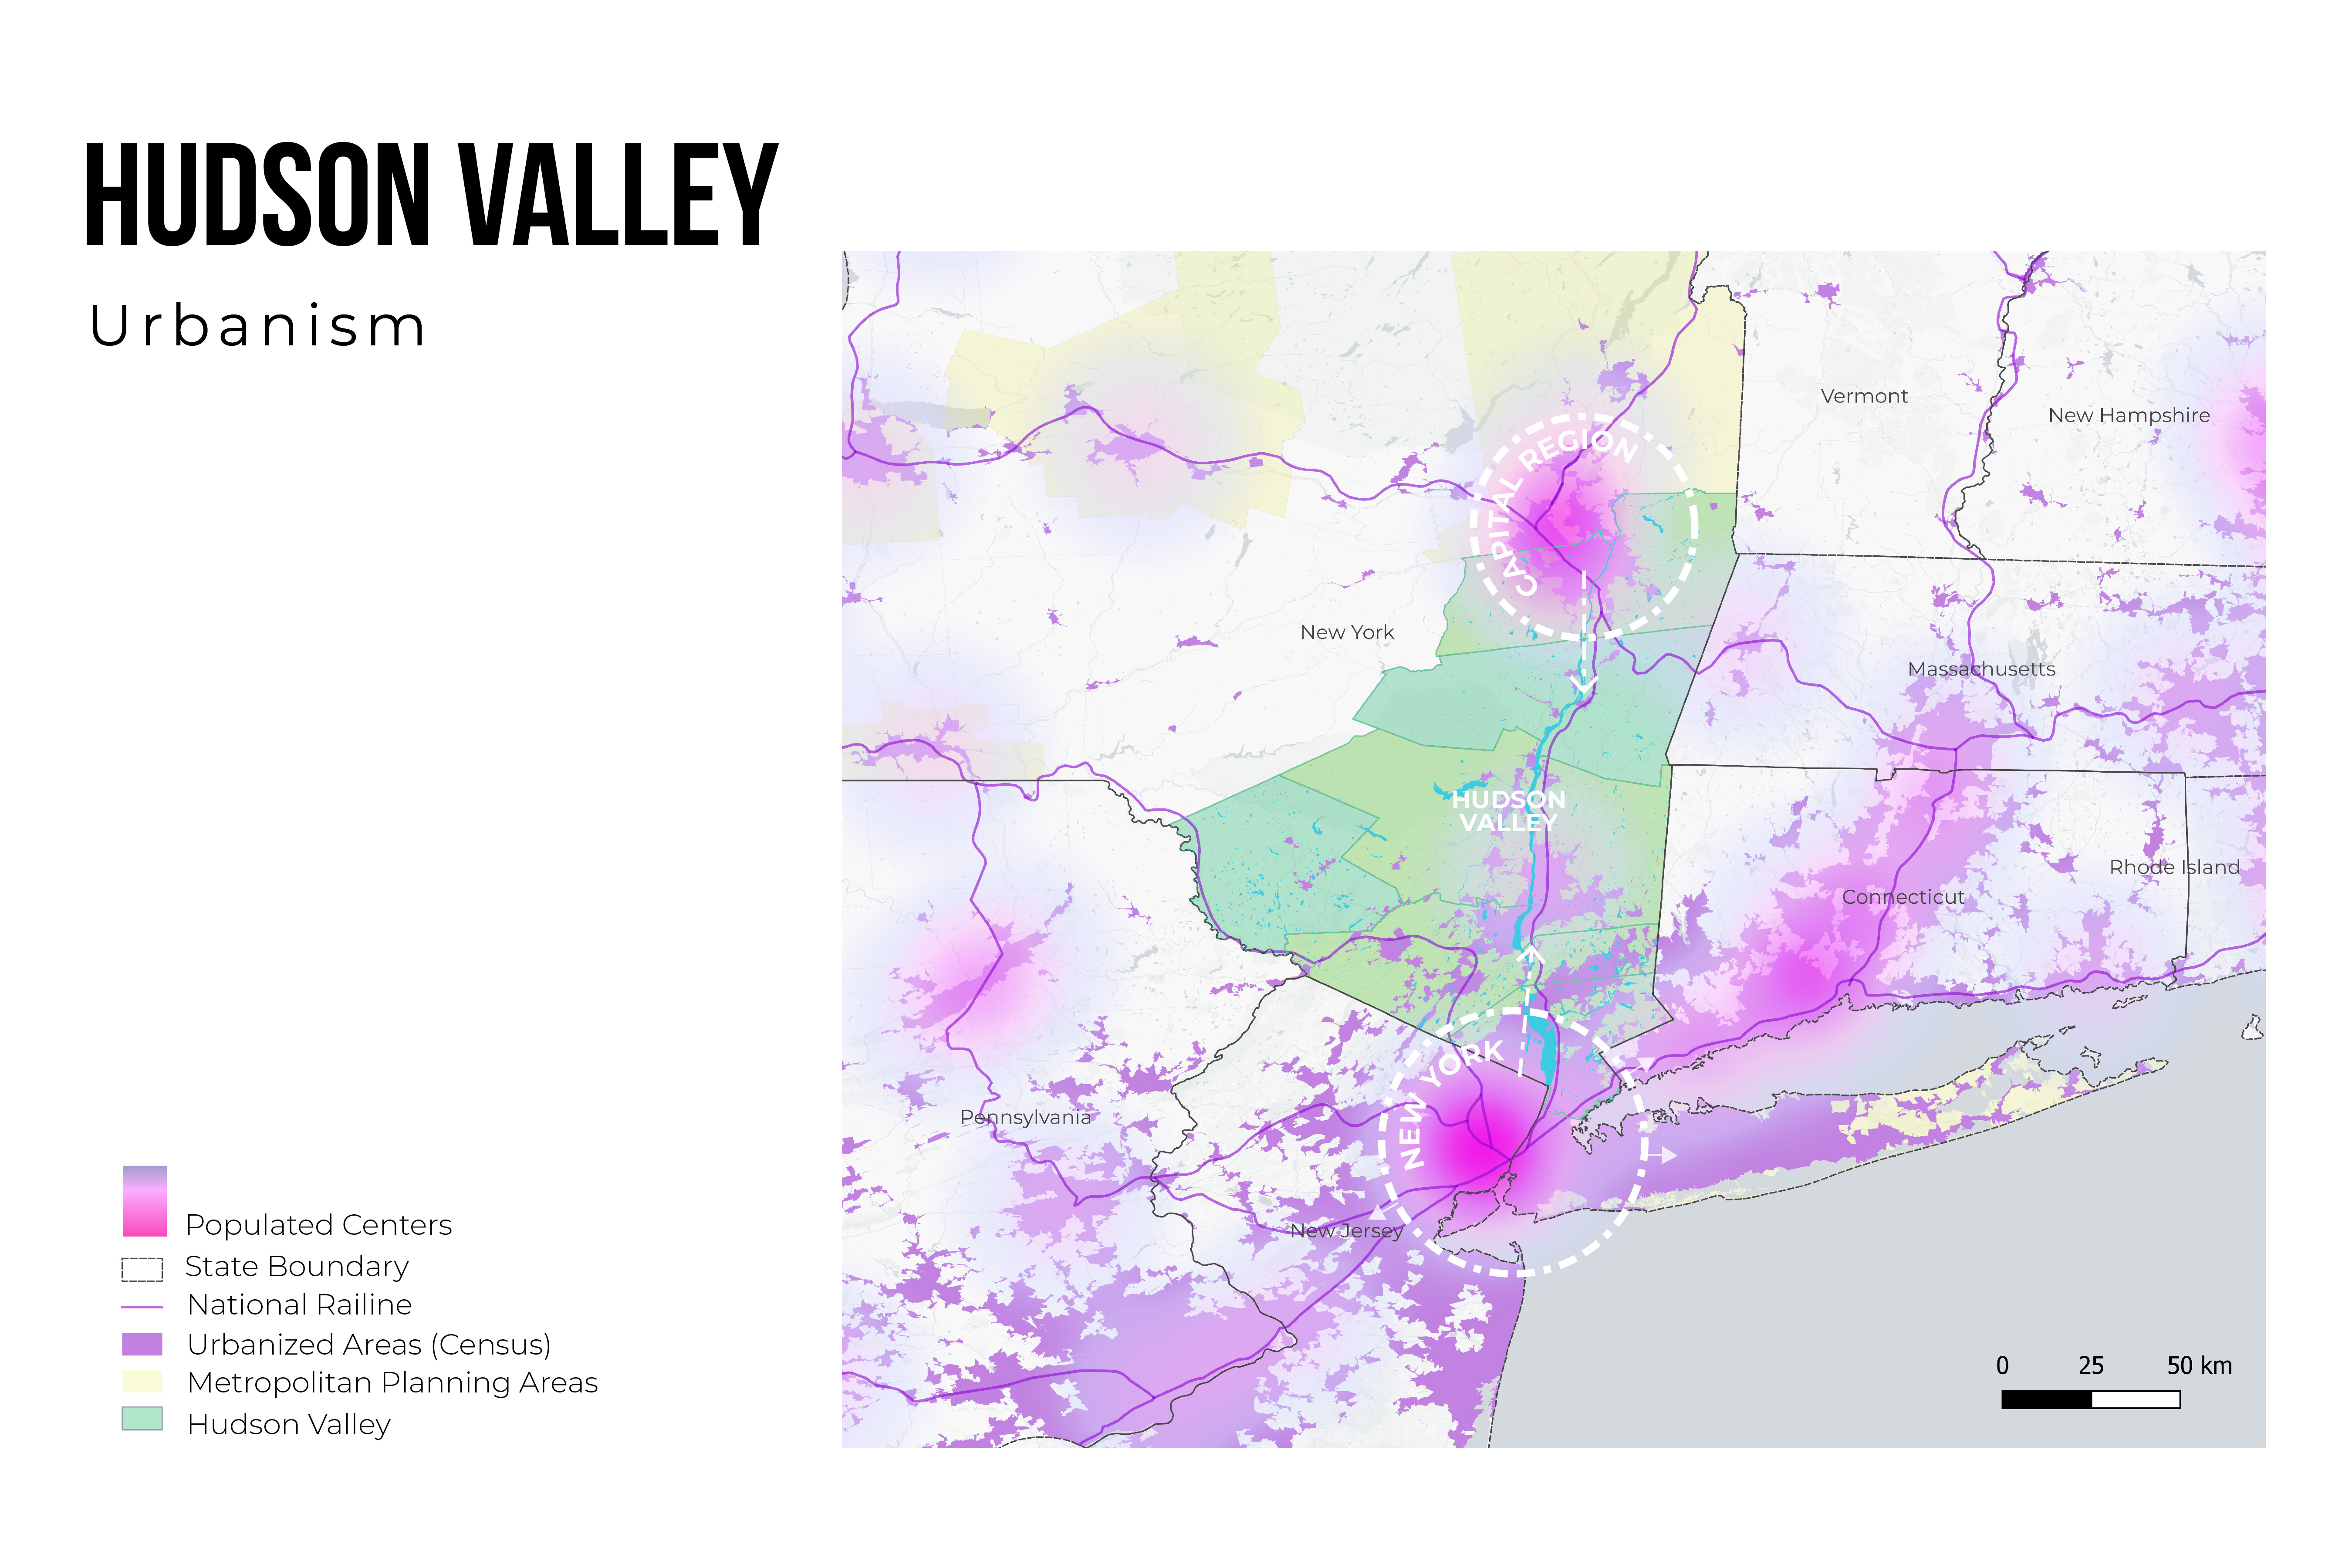 HUDSON VALLEY
Urbanism
Vermont
New Hampshire
CAPITAL REGION
New York
Massachusetts
HUDSON
VALLEY
Rhode Island
Connecticut
NEW YORK
Pennsylvania
New Jersey
Populated Centers
State Boundary
National Railine
Urbanized Areas (Census)
Metropolitan Planning Areas
Hudson Valley
0 25 50 km